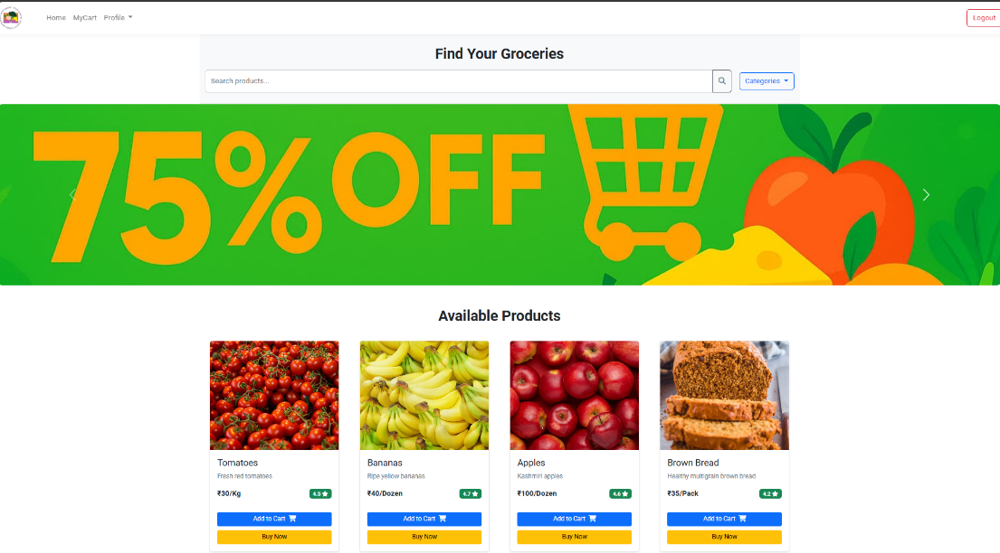 Home MyCart Profile Logout
Find Your Groceries
Search products... Categories
75% OFF
Available Products
Tomatoes Bananas Apples Brown Bread
Fresh red tomatoes Ripe yellow bananas Kashmiri apples Healthy multigrain brown bread
₹30/Kg 4.5 ₹40/Dozen 4.7 ₹100/Dozen 4.6 ₹35/Pack 4.2
Add to Cart Add to Cart Add to Cart Add to Cart
Buy Now Buy Now Buy Now Buy Now